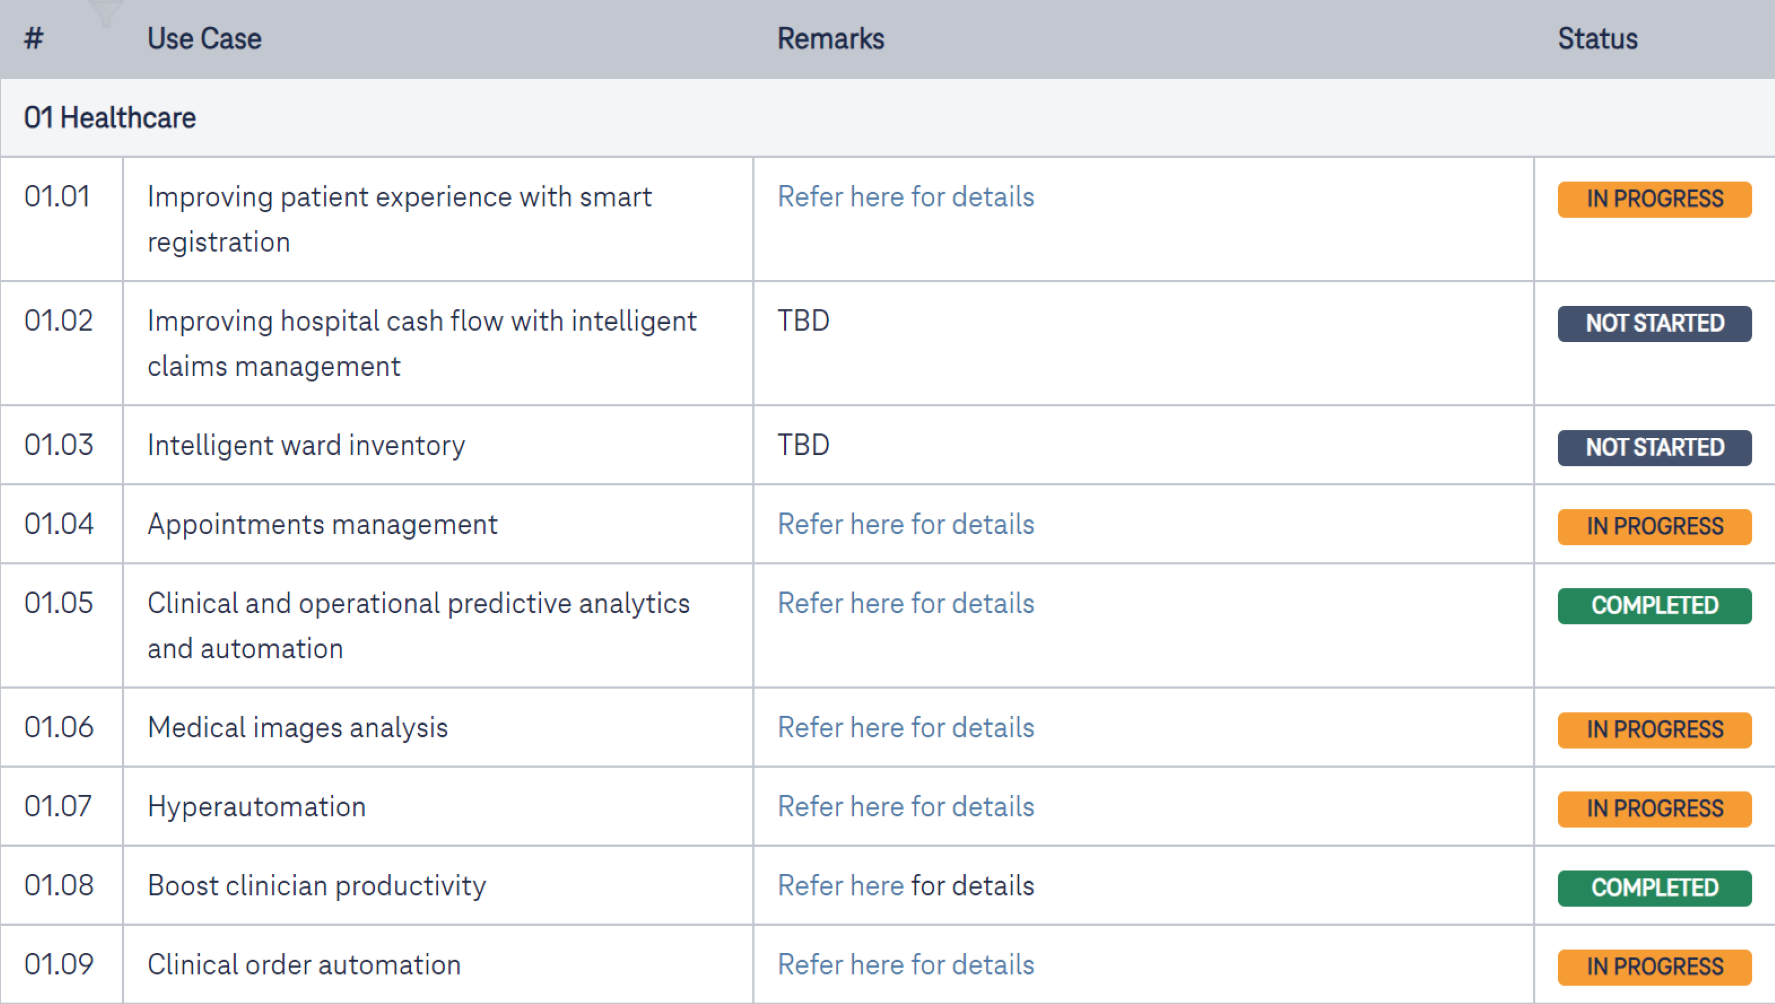 # Use Case Remarks Status
01 Healthcare
01.01 Improving patient experience with smart Refer here for details IN PROGRESS
registration
01.02 Improving hospital cash flow with intelligent TBD NOT STARTED
claims management
01.03 Intelligent ward inventory TBD NOT STARTED
01.04 Appointments management Refer here for details IN PROGRESS
01.05 Clinical and operational predictive analytics Refer here for details COMPLETED
and automation
01.06 Medical images analysis Refer here for details IN PROGRESS
01.07 Hyperautomation Refer here for details IN PROGRESS
01.08 Boost clinician productivity Refer here for details COMPLETED
01.09 Clinical order automation Refer here for details IN PROGRESS